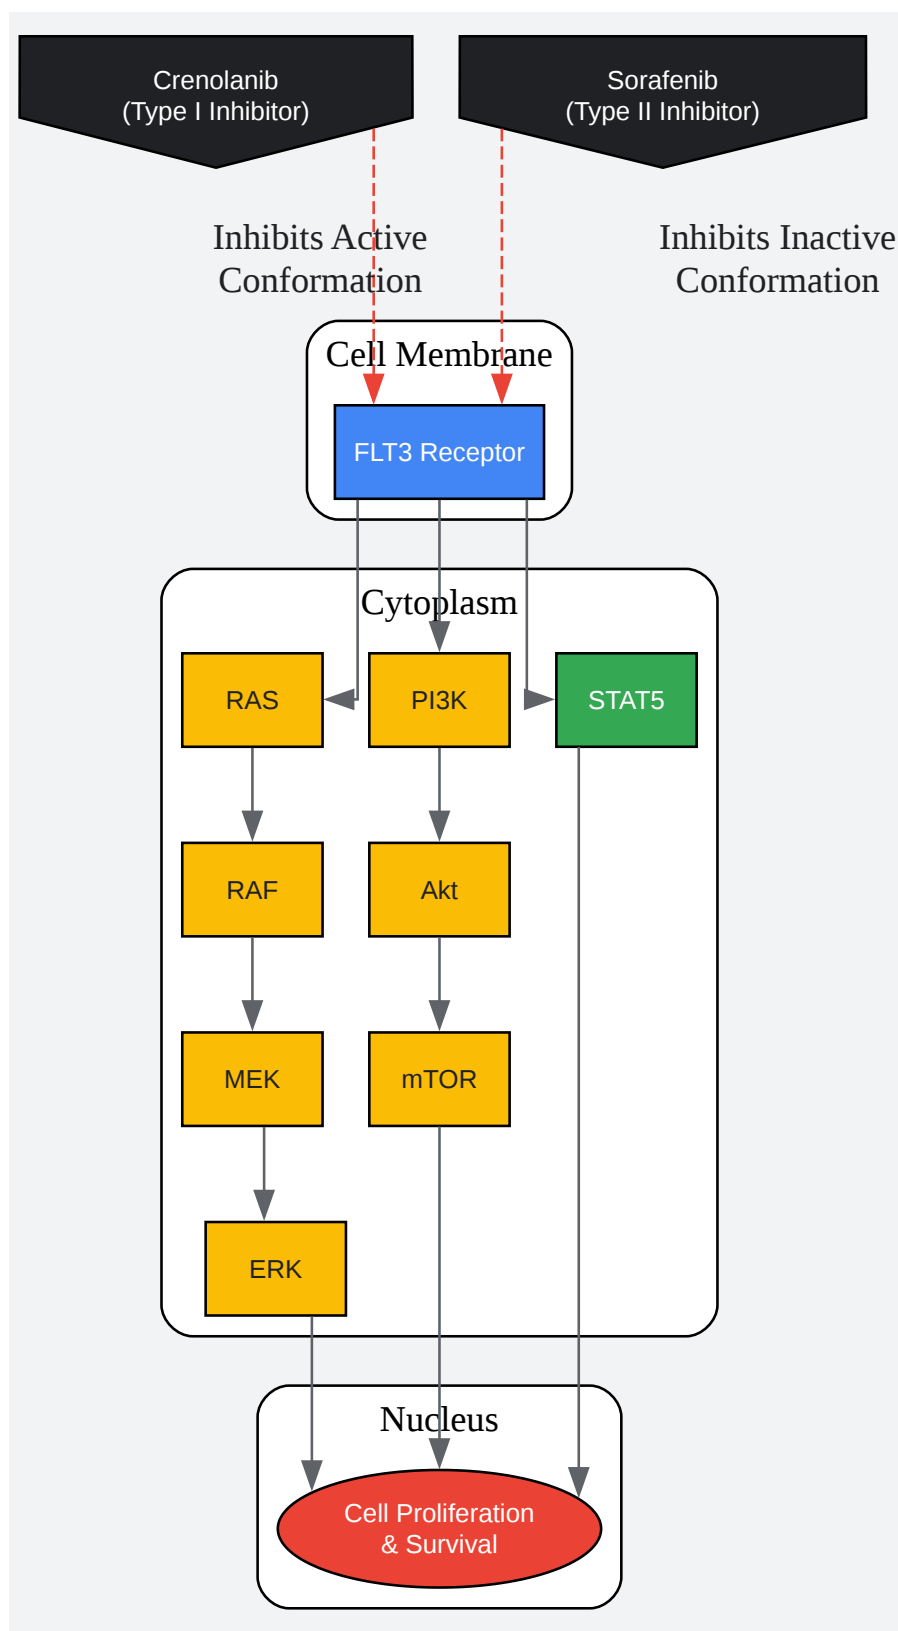 Crenolanib
(Type I Inhibitor)
Sorafenib
(Type II Inhibitor)
Inhibits Active
Conformation
Inhibits Inactive
Conformation
Cell Membrane
FLT3 Receptor
Cytoplasm
RAS
PI3K
STAT5
RAF
Akt
MEK
mTOR
ERK
Nucleus
Cell Proliferation
& Survival